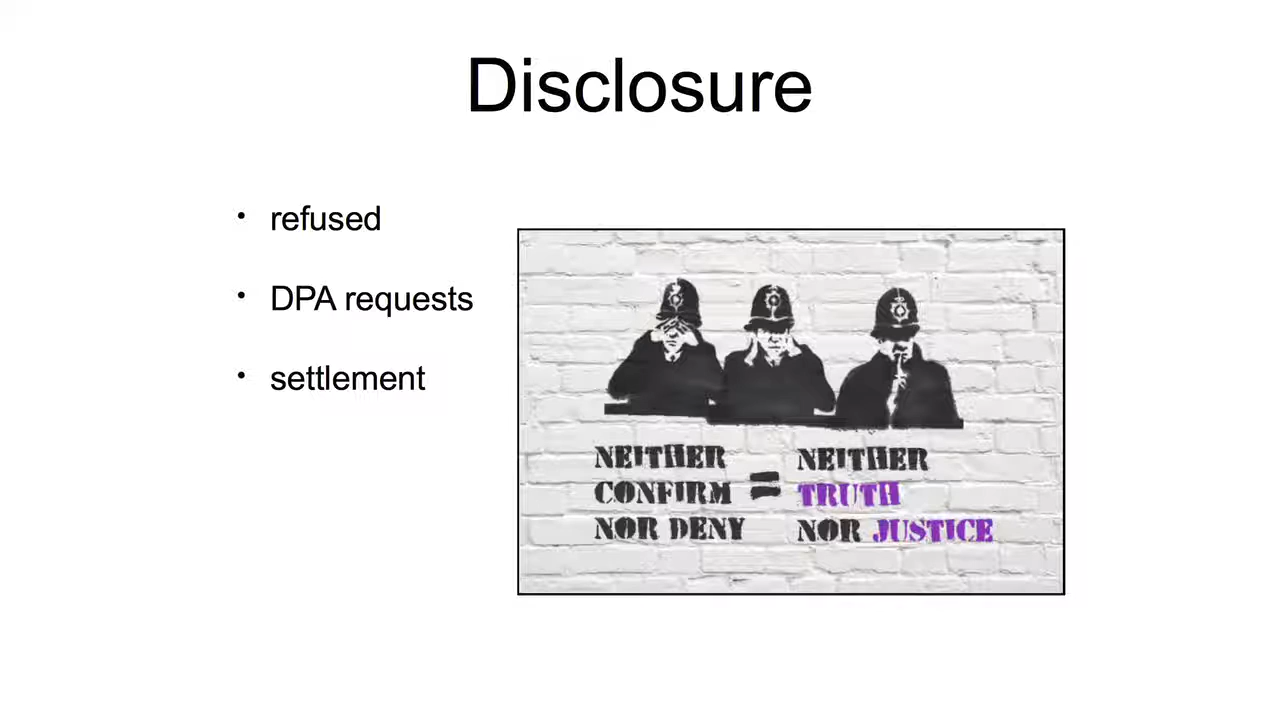 Disclosure
• refused
• DPA requests
• settlement
NEITHER
CONFIRM
NOR DENY
=
NEITHER
TRUTH
NOR JUSTICE